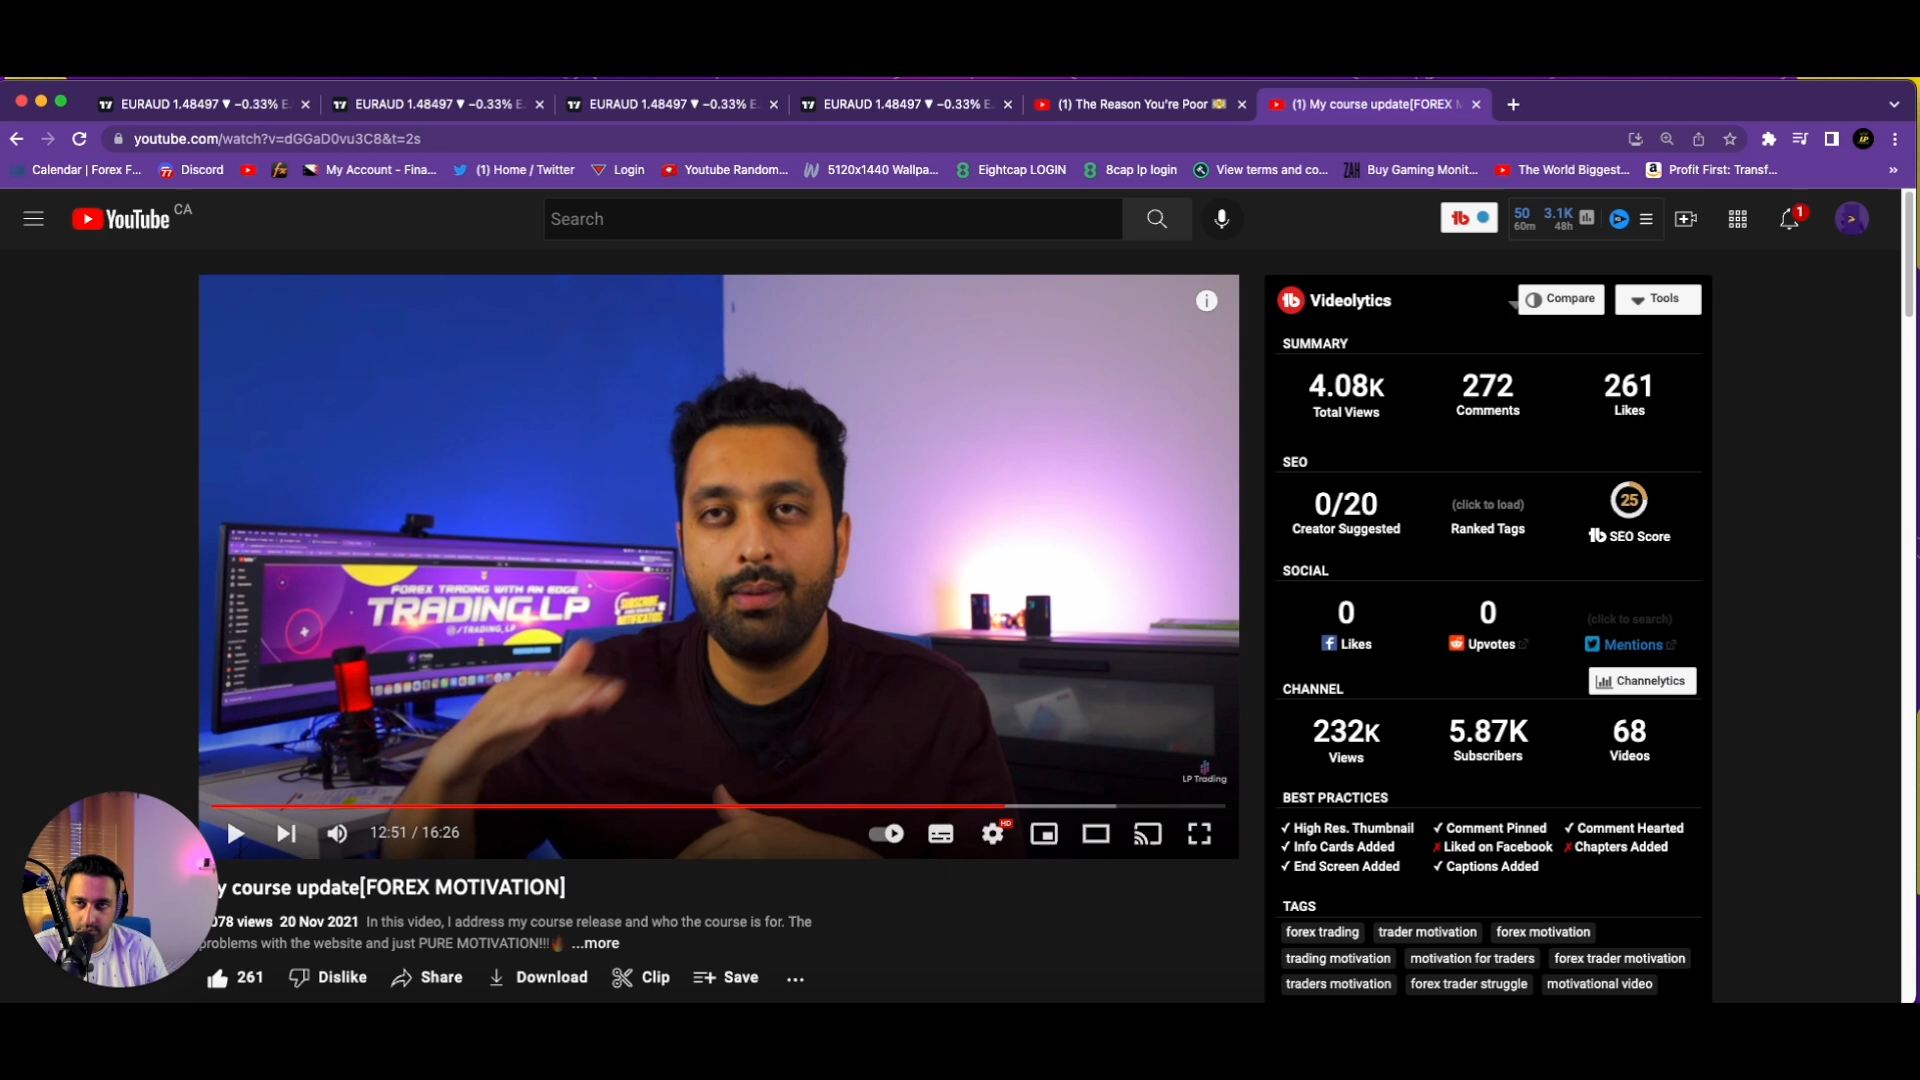 EURAUD 1.48497 ▼ −0.33% E
EURAUD 1.48497 ▼ −0.33% E.
EURAUD 1.48497 ▼ −0.33% E.
EURAUD 1.48497 ▼ −0.33% E.
(1) The Reason You're Poor
(1) My course update[FOREX M
youtube.com/watch?v=dGGaD0vu3C8&t=2s
Calendar | Forex F...
Discord
My Account - Fina...
(1) Home / Twitter
Login
Youtube Random...
5120x1440 Wallpa...
Eightcap LOGIN
8cap lp login
View terms and co...
Buy Gaming Monit...
The World Biggest...
Profit First: Transf...
YouTube CA
Search
50 60m
3.1K 48h
1
FOREX TRADING WITH AN EDGE
TRADING.LP
@/TRADING_LP
SUBSCRIBE
LP Trading
12:51 / 16:26
HD
y course update[FOREX MOTIVATION]
078 views 20 Nov 2021 In this video, I address my course release and who the course is for. The
problems with the website and just PURE MOTIVATION!!! ...more
261
Dislike
Share
Download
Clip
Save
Videolytics
Compare
Tools
SUMMARY
4.08K 272 261
Total Views Comments Likes
SEO
0/20 (click to load) 25
Creator Suggested Ranked Tags SEO Score
SOCIAL
0 0 (click to search)
Likes Upvotes Mentions
CHANNEL Channelytics
232K 5.87K 68
Views Subscribers Videos
BEST PRACTICES
✓ High Res. Thumbnail ✓ Comment Pinned ✓ Comment Hearted
✓ Info Cards Added ✗ Liked on Facebook ✗ Chapters Added
✓ End Screen Added ✓ Captions Added
TAGS
forex trading trader motivation forex motivation
trading motivation motivation for traders forex trader motivation
traders motivation forex trader struggle motivational video